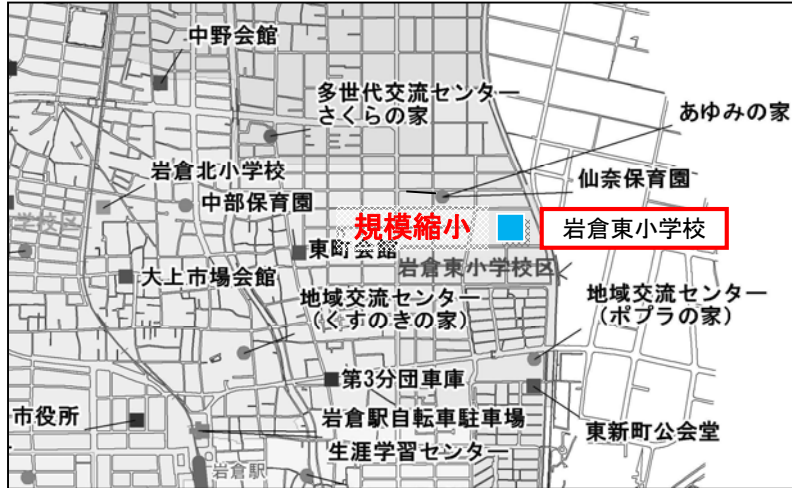 中野会館
多世代交流センター
さくらの家
あゆみの家
岩倉北小学校
仙奈保育園
中部保育園
規模縮小
岩倉東小学校
東町会館
岩倉東小学校区
大上市場会館
地域交流センター
（くすのきの家）
地域交流センター
（ポプラの家）
第3分団車庫
市役所
岩倉駅自転車駐車場
東新町公会堂
生涯学習センター
岩倉駅